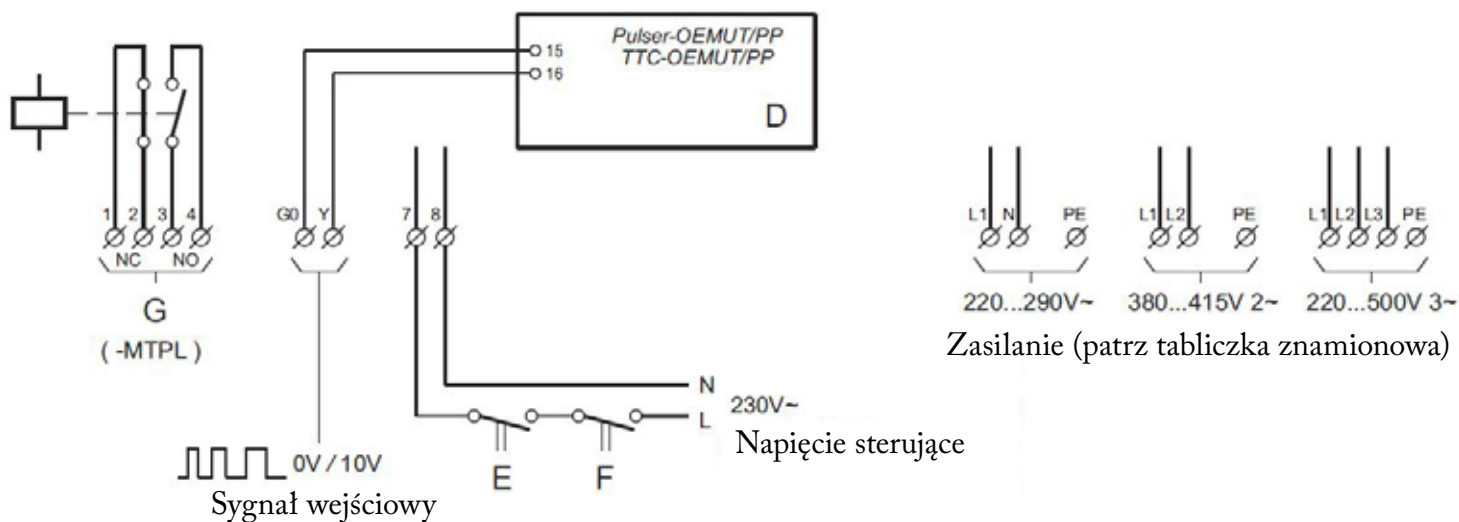 Pulser-OEMUT/PP
TTC-OEMUT/PP
15
16
D
1 2 3 4
NC NO
G
( -MTPL )
G0 Y
7 8
L1 N PE
220...290V~
L1 L2 PE
380...415V 2~
L1 L2 L3 PE
220...500V 3~
Zasilanie (patrz tabliczka znamionowa)
N
L
230V~
Napięcie sterujące
E F
0V / 10V
Sygnał wejściowy